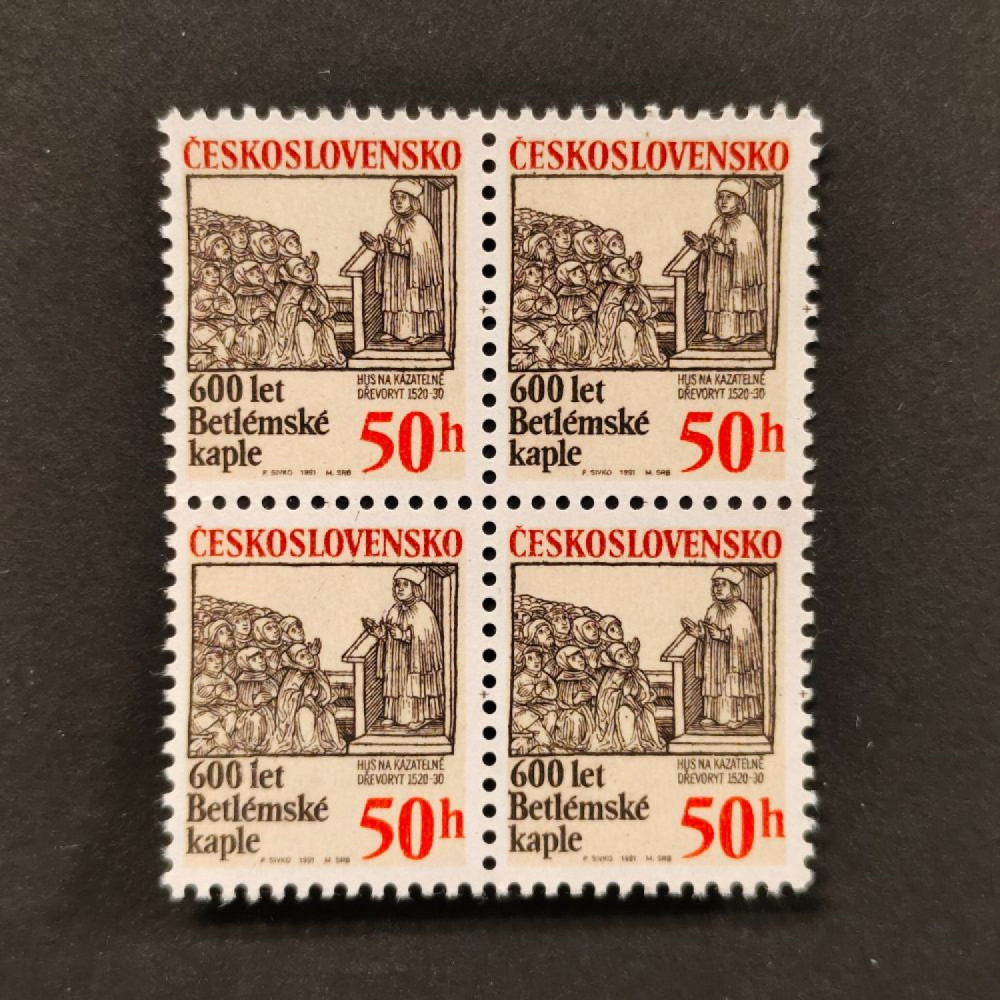 ČESKOSLOVENSKO
HUS NA KAZATELNĚ
DŘEVORYT 1520-30
600 let
Betlémské
kaple
50h
P. SIVKO 1991 M. SRB
ČESKOSLOVENSKO
HUS NA KAZATELNĚ
DŘEVORYT 1520-30
600 let
Betlémské
kaple
50h
P. SIVKO 1991 M. SRB
ČESKOSLOVENSKO
HUS NA KAZATELNĚ
DŘEVORYT 1520-30
600 let
Betlémské
kaple
50h
P. SIVKO 1991 M. SRB
ČESKOSLOVENSKO
HUS NA KAZATELNĚ
DŘEVORYT 1520-30
600 let
Betlémské
kaple
50h
P. SIVKO 1991 M. SRB